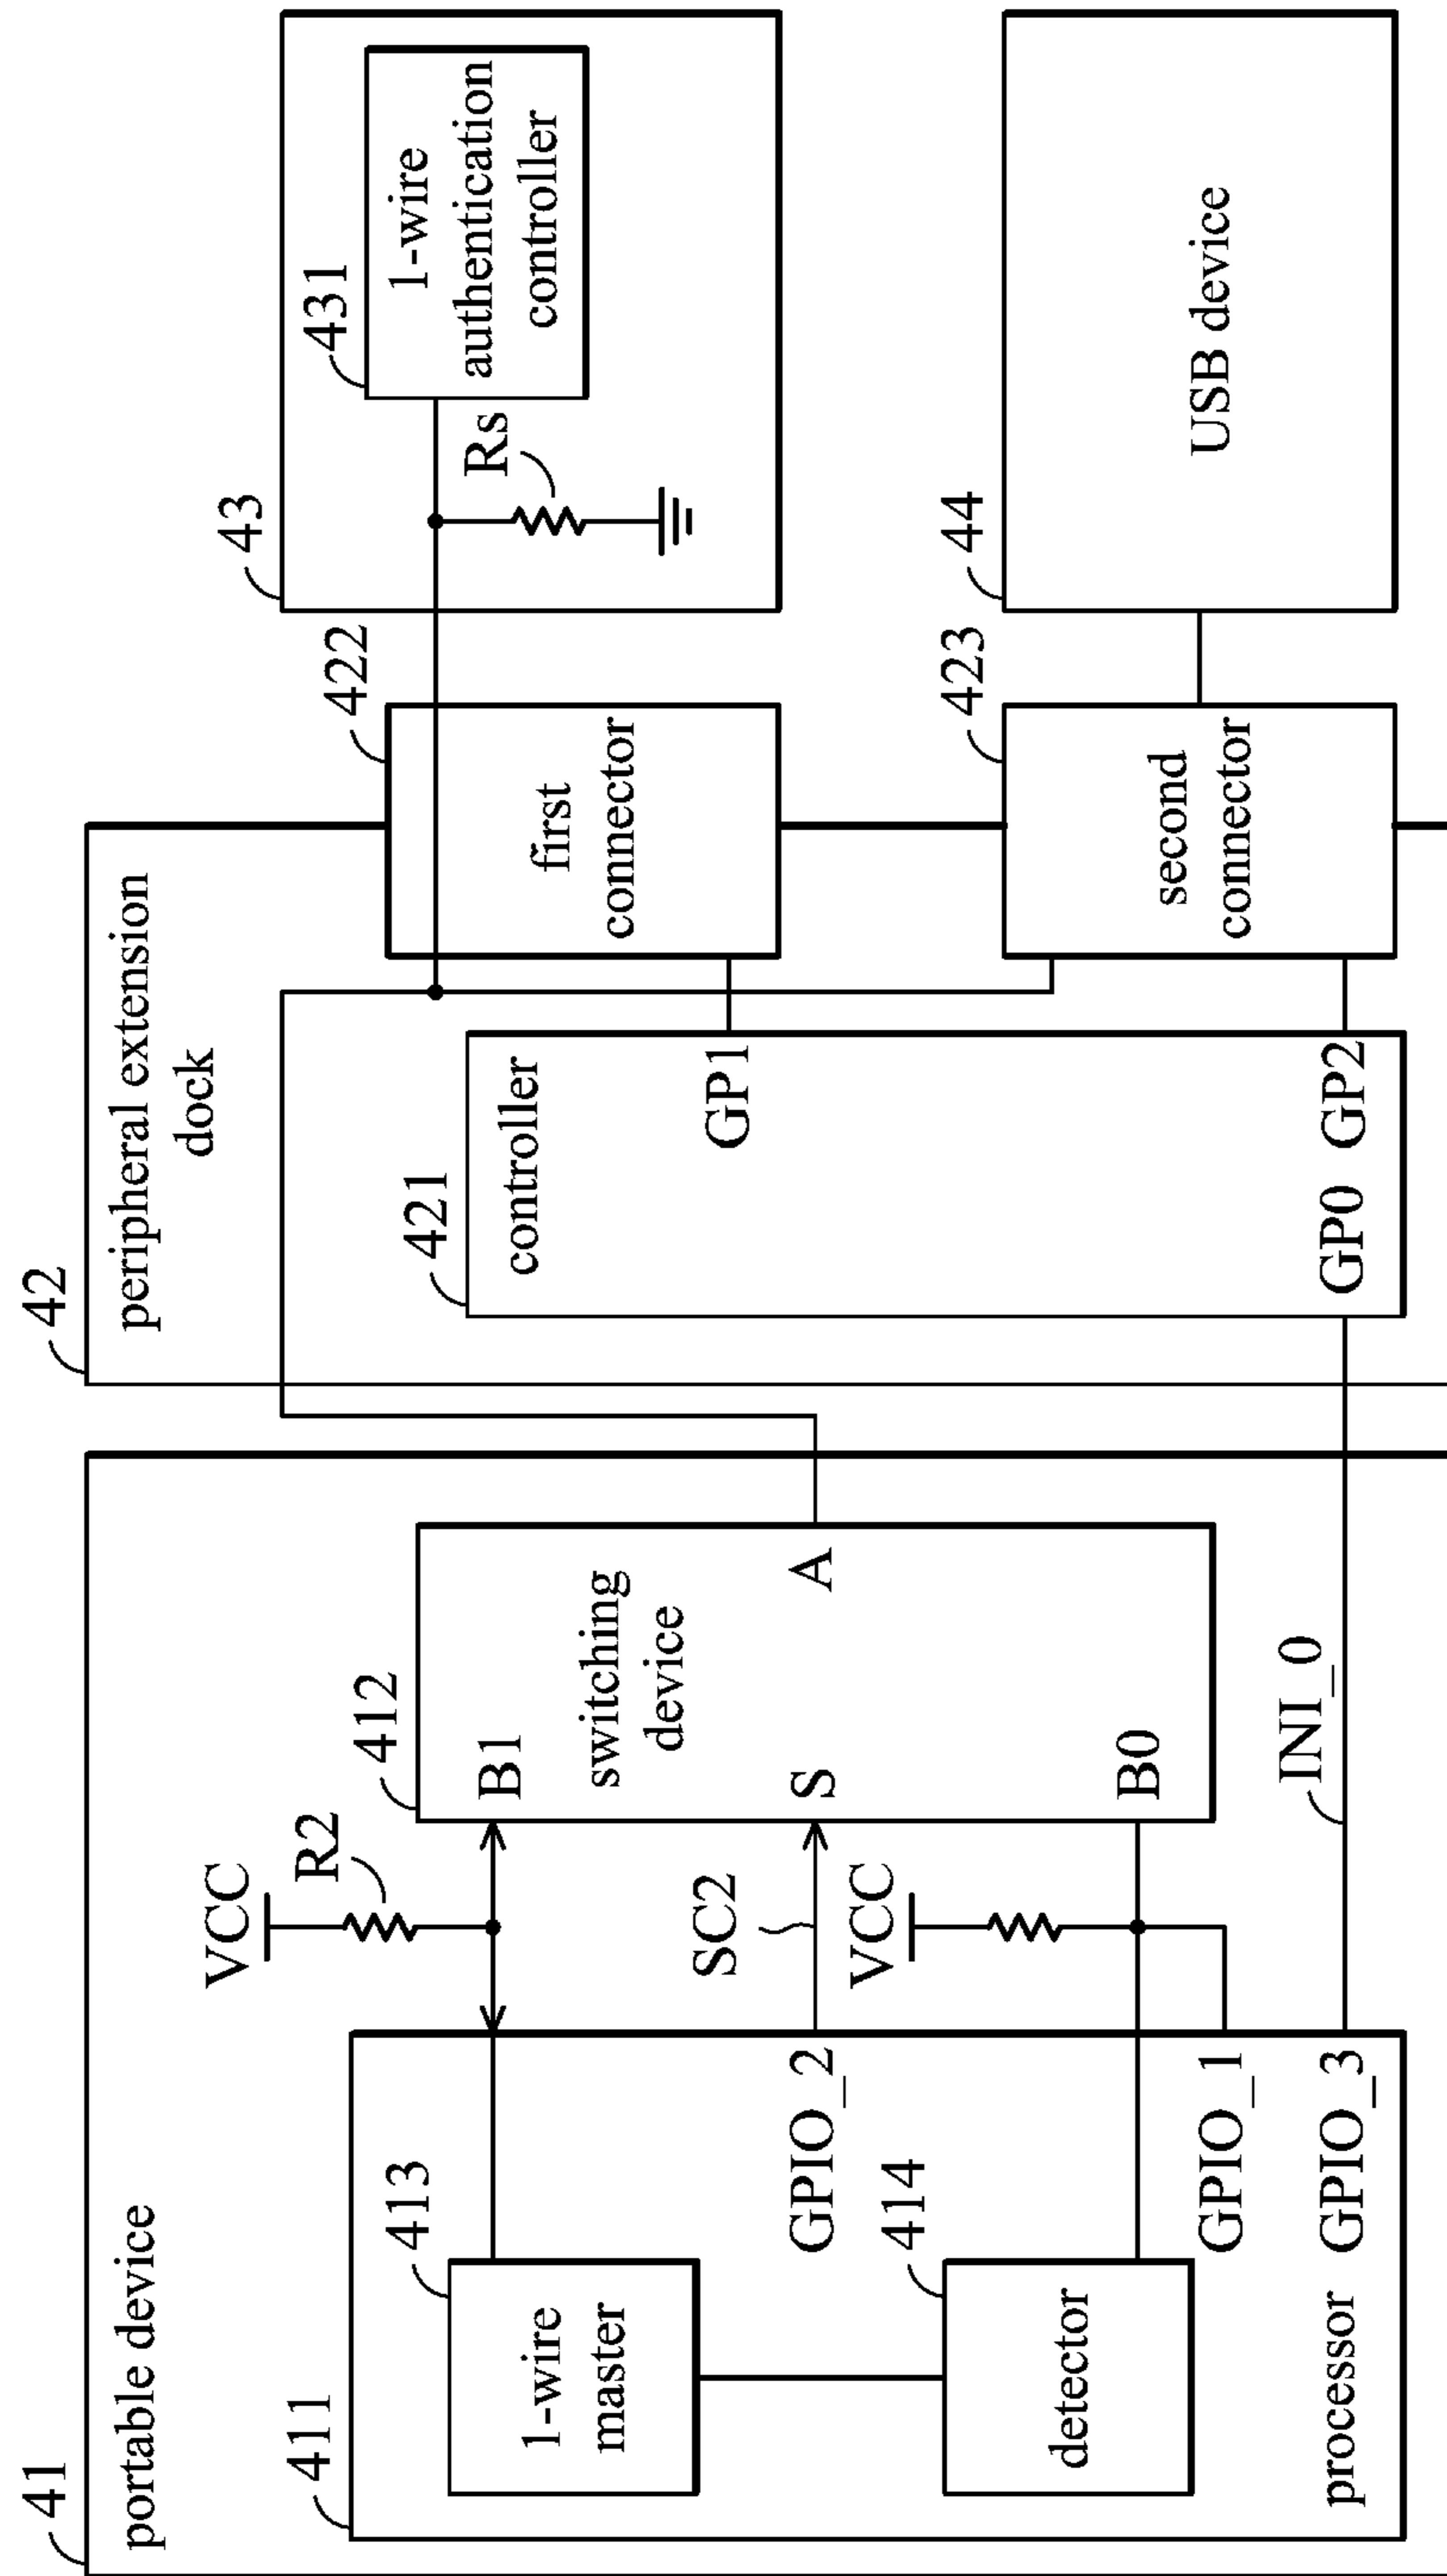 41
portable device
411
413
1-wire
master
414
detector
processor
GPIO_2
GPIO_1
GPIO_3
VCC
R2
SC2
VCC
412
B1
switching
device
S
A
B0
INI_0
42
peripheral extension
dock
421
controller
GP1
GP0
GP2
422
first
connector
423
second
connector
43
431
1-wire
authentication
controller
Rs
44
USB device